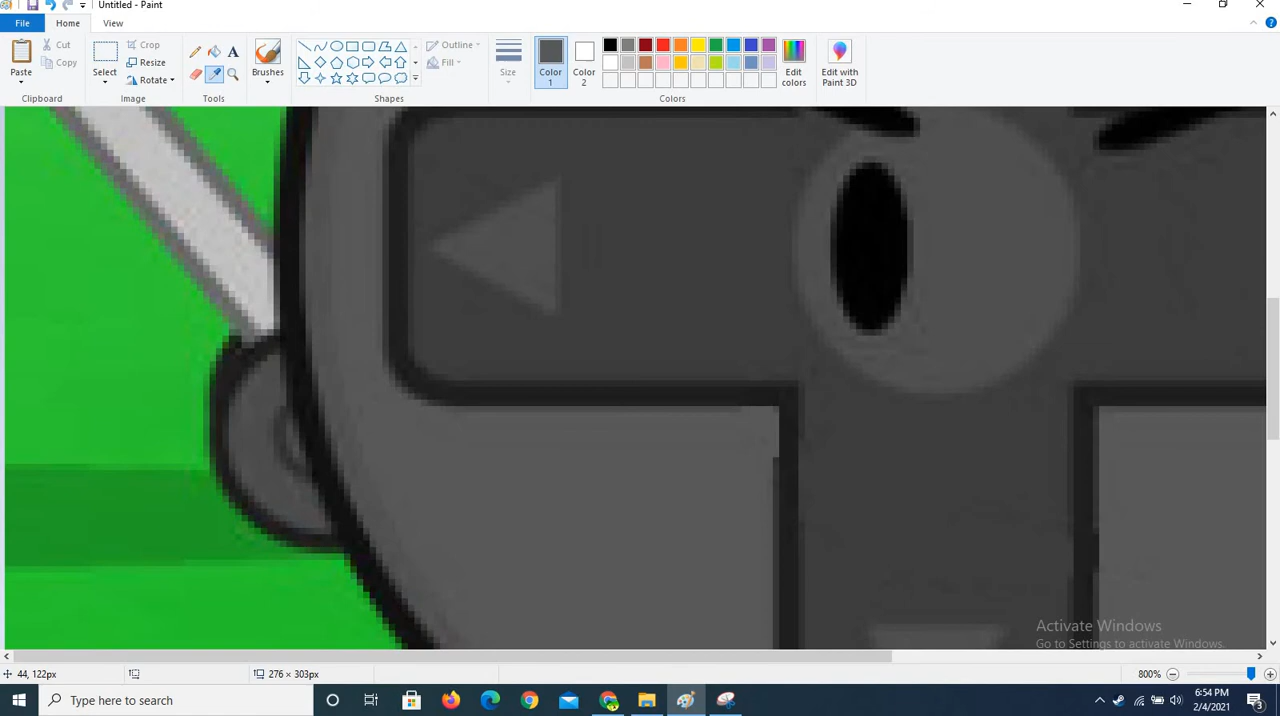 Untitled - Paint
File Home View
Paste
Cut
Copy
Clipboard
Select
Crop
Resize
Rotate
Image
Tools
Brushes
Shapes
Outline
Fill
Size
Color 1
Color 2
Edit colors
Colors
Edit with Paint 3D
Activate Windows
Go to Settings to activate Windows.
44, 122px
276 × 303px
800%
Type here to search
6:54 PM
2/4/2021
3